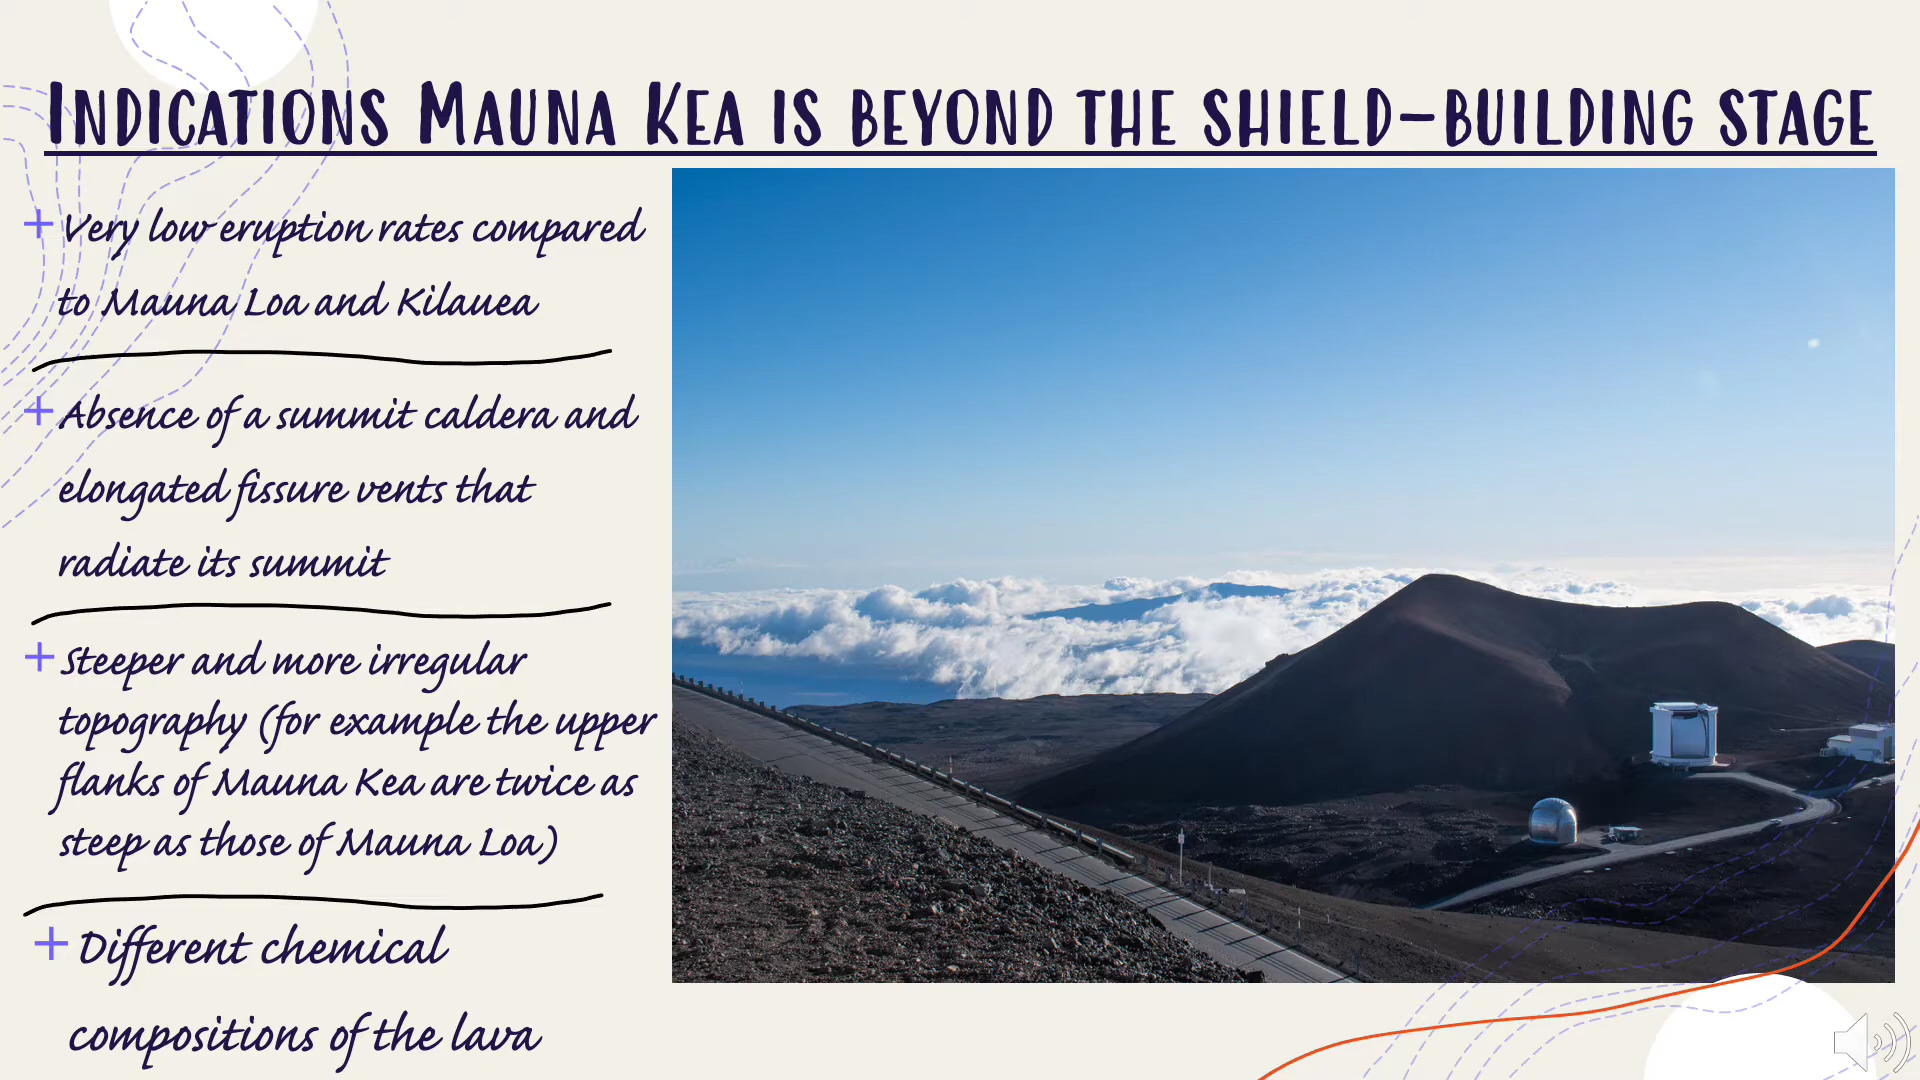 Indications Mauna Kea is beyond the shield-building stage
+ Very low eruption rates compared
to Mauna Loa and Kilauea
+ Absence of a summit caldera and
elongated fissure vents that
radiate its summit
+ Steeper and more irregular
topography (for example the upper
flanks of Mauna Kea are twice as
steep as those of Mauna Loa)
+ Different chemical
compositions of the lava